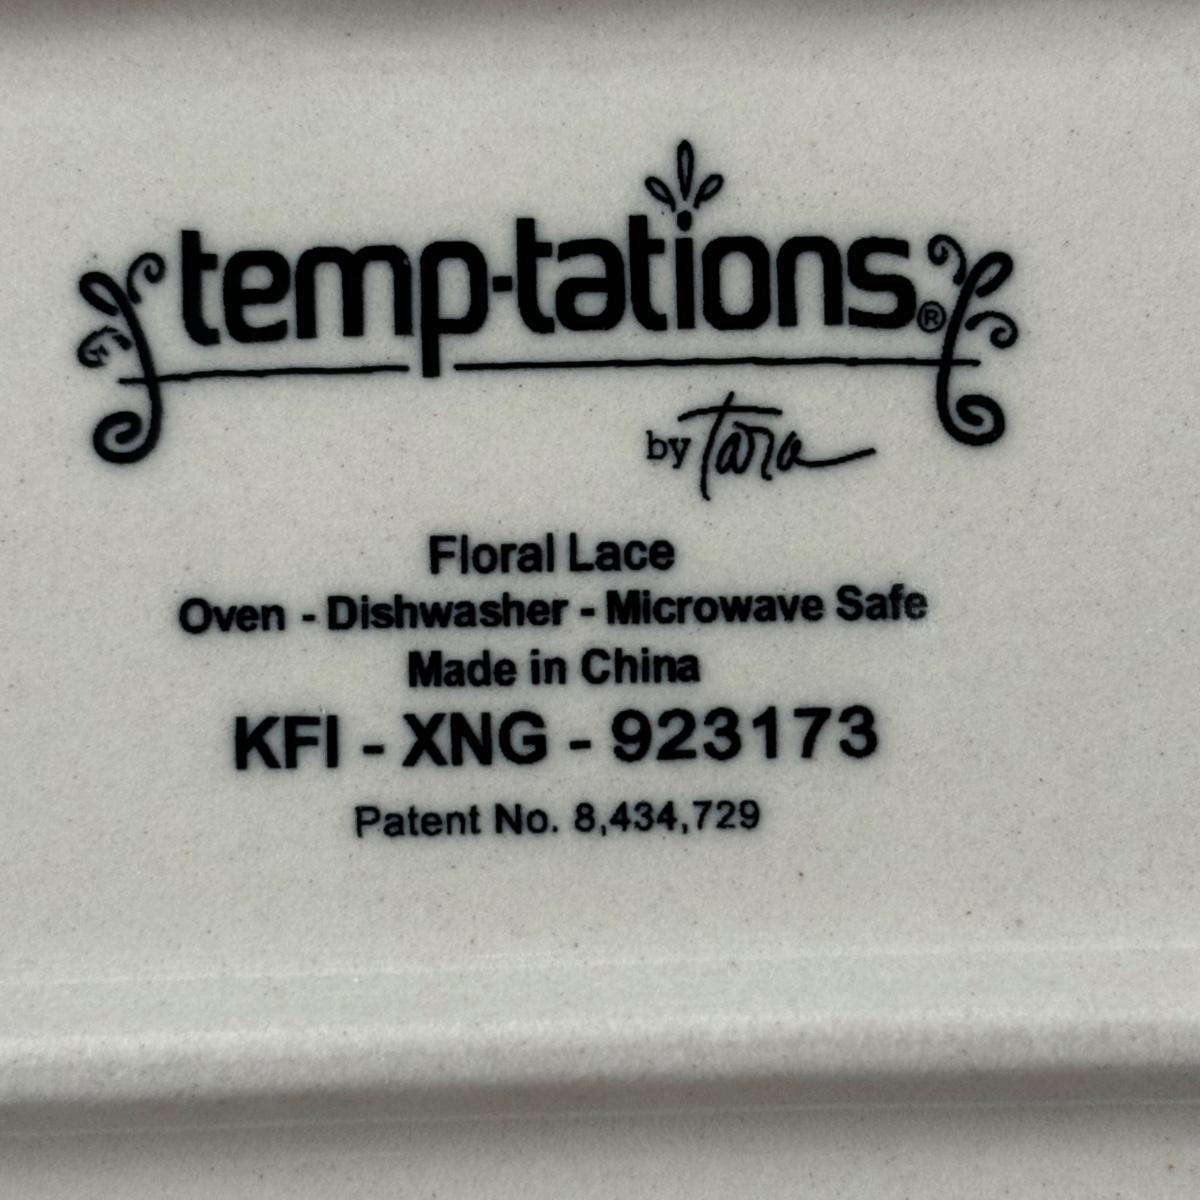 temp-tations®
by Tara
Floral Lace
Oven - Dishwasher - Microwave Safe
Made in China
KFI - XNG - 923173
Patent No. 8,434,729